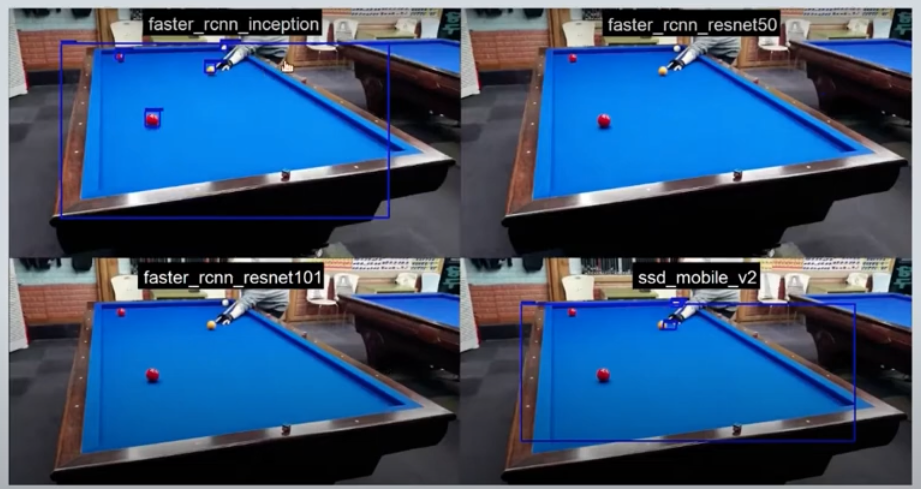 faster_rcnn_inception
faster_rcnn_resnet50
faster_rcnn_resnet101
ssd_mobile_v2